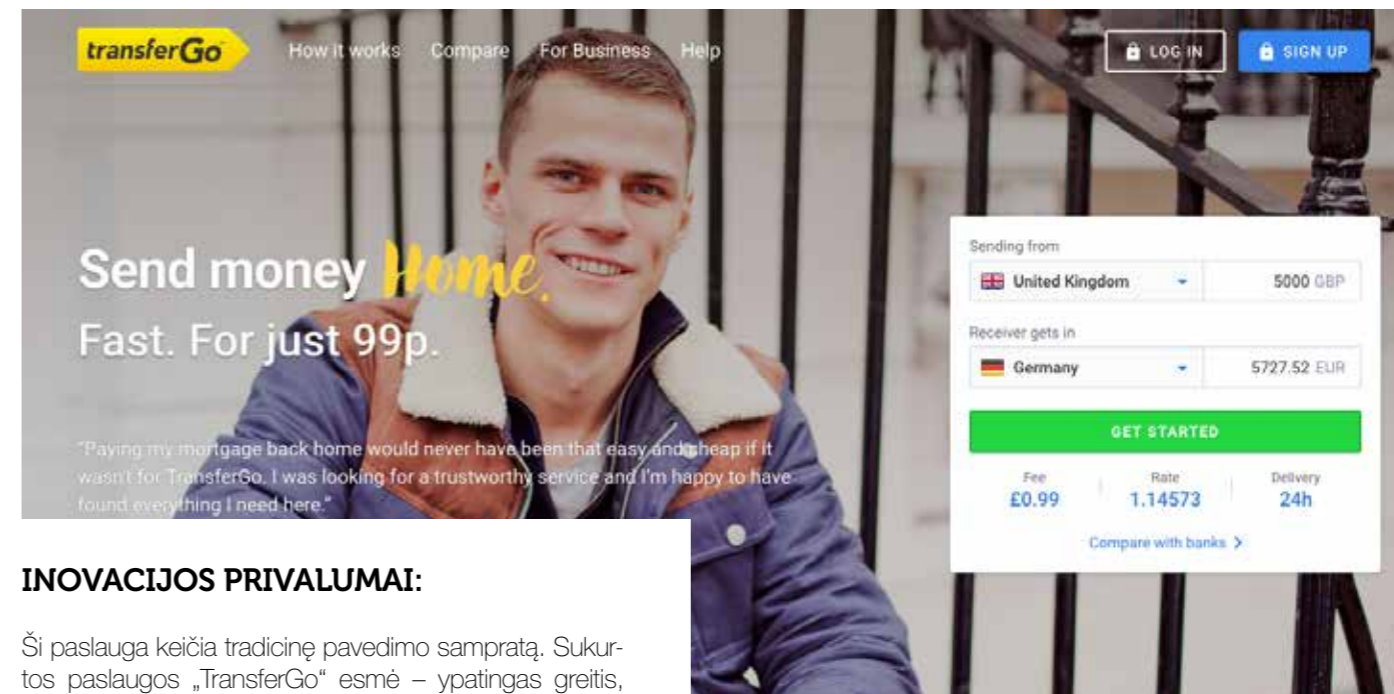 transferGo
How it works Compare For Business Help
LOG IN
SIGN UP
Send money Home.
Fast. For just 99p.
"Paying my mortgage back home would never have been that easy and cheap if it
wasn't for TransferGo. I was looking for a trustworthy service and I'm happy to have
found everything I need here."
Sending from
United Kingdom 5000 GBP
Receiver gets in
Germany 5727.52 EUR
GET STARTED
Fee Rate Delivery
£0.99 1.14573 24h
Compare with banks >
INOVACIJOS PRIVALUMAI:
Ši paslauga keičia tradicinę pavedimo sampratą. Sukur-
tos paslaugos „TransferGo“ esmė – ypatingas greitis,